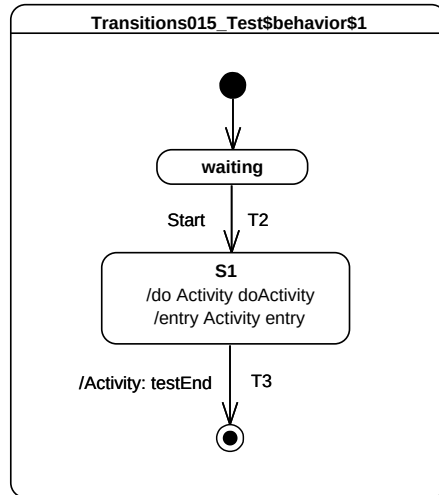 Transitions015_Test$behavior$1
waiting
Start T2
S1
/do Activity doActivity
/entry Activity entry
/Activity: testEnd T3